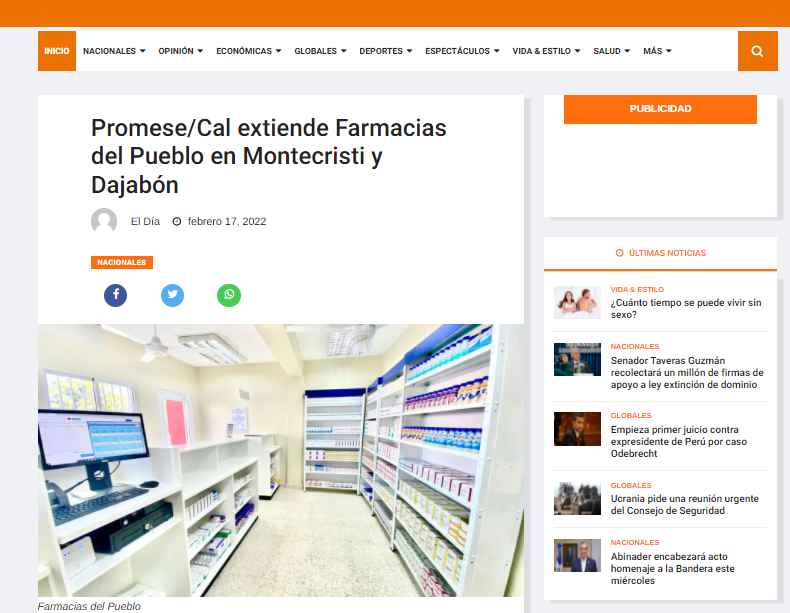 INICIO
NACIONALES
OPINIÓN
ECONÓMICAS
GLOBALES
DEPORTES
ESPECTÁCULOS
VIDA & ESTILO
SALUD
MÁS
Promese/Cal extiende Farmacias
del Pueblo en Montecristi y
Dajabón
El Día
febrero 17, 2022
NACIONALES
Farmacias del Pueblo
PUBLICIDAD
ÚLTIMAS NOTICIAS
VIDA & ESTILO
¿Cuánto tiempo se puede vivir sin
sexo?
NACIONALES
Senador Taveras Guzmán
recolectará un millón de firmas de
apoyo a ley extinción de dominio
GLOBALES
Empieza primer juicio contra
expresidente de Perú por caso
Odebrecht
GLOBALES
Ucrania pide una reunión urgente
del Consejo de Seguridad
NACIONALES
Abinader encabezará acto
homenaje a la Bandera este
miércoles